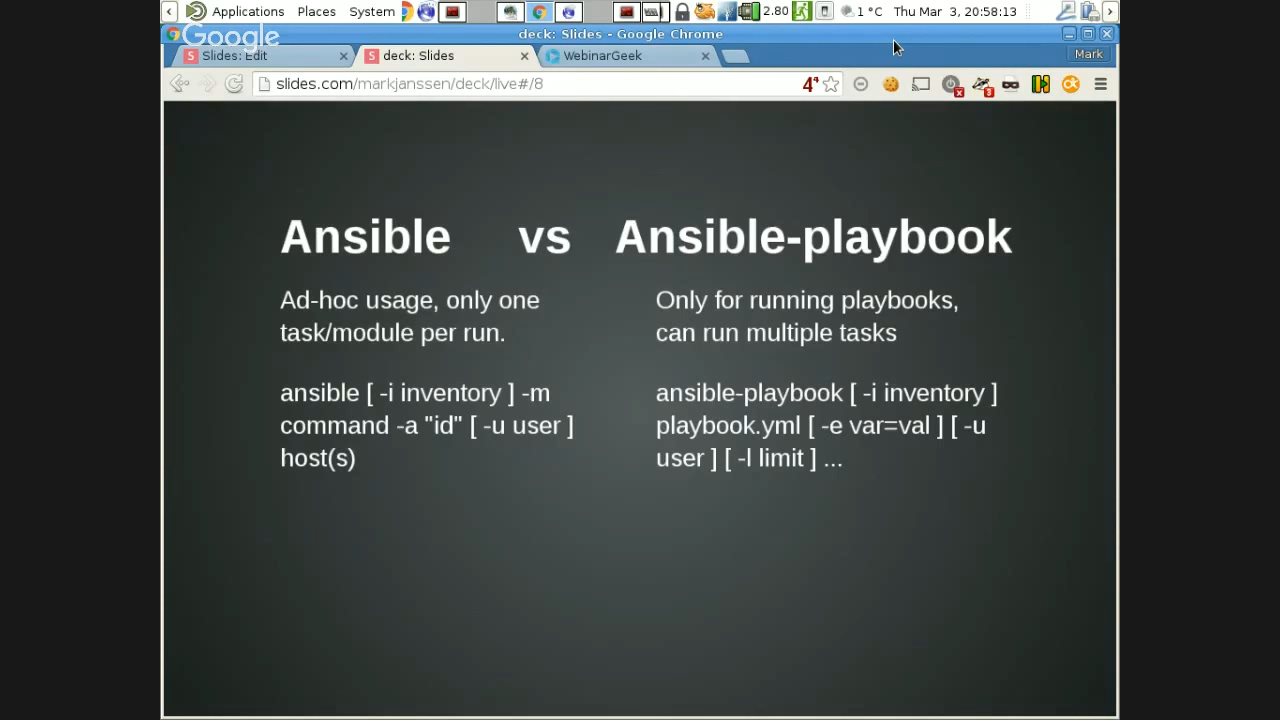 Applications Places System 2.80 1 °C Thu Mar 3, 20:58:13
Google
deck: Slides - Google Chrome
Slides: Edit
deck: Slides
WebinarGeek
Mark
slides.com/markjanssen/deck/live#/8
Ansible vs Ansible-playbook
Ad-hoc usage, only one
task/module per run.
ansible [ -i inventory ] -m
command -a "id" [ -u user ]
host(s)
Only for running playbooks,
can run multiple tasks
ansible-playbook [ -i inventory ]
playbook.yml [ -e var=val ] [ -u
user ] [ -l limit ] ...